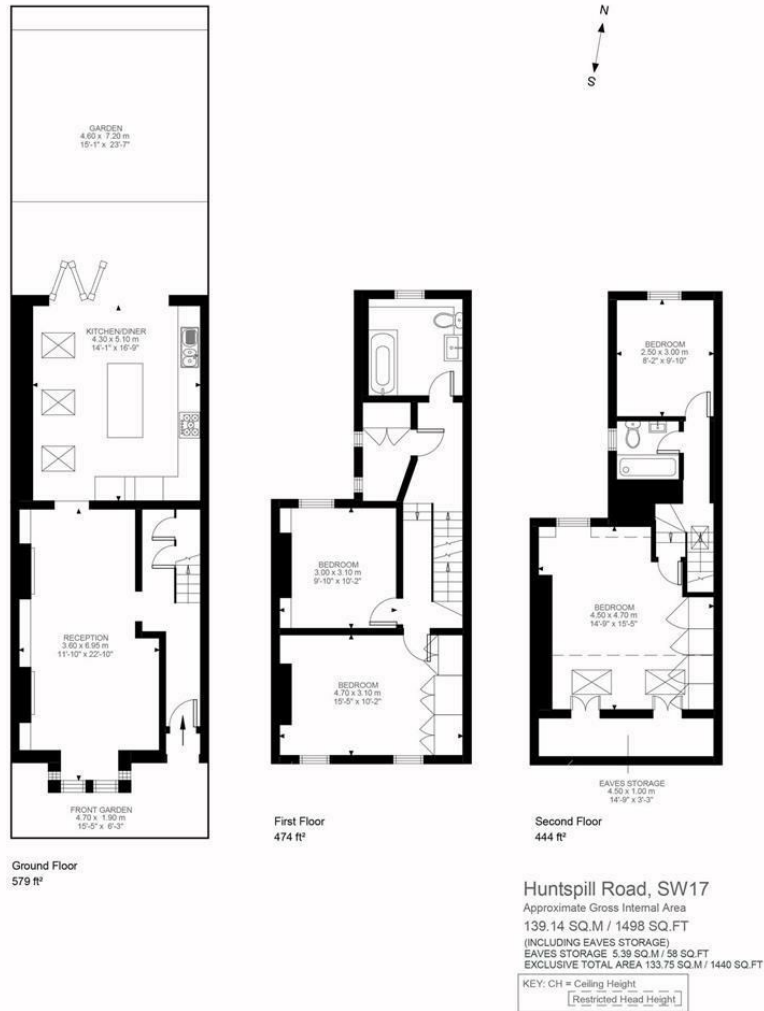 N
S
GARDEN
4.60 x 7.20 m
15'-1" x 23'-7"
KITCHEN/DINER
4.30 x 5.10 m
14'-1" x 16'-9"
RECEPTION
3.60 x 6.95 m
11'-10" x 22'-10"
FRONT GARDEN
4.70 x 1.90 m
15'-5" x 6'-3"
Ground Floor
579 ft²
BEDROOM
3.00 x 3.10 m
9'-10" x 10'-2"
BEDROOM
4.70 x 3.10 m
15'-5" x 10'-2"
First Floor
474 ft²
BEDROOM
2.50 x 3.00 m
8'-2" x 9'-10"
BEDROOM
4.50 x 4.70 m
14'-9" x 15'-5"
EAVES STORAGE
4.50 x 1.00 m
14'-9" x 3'-3"
Second Floor
444 ft²
Huntspill Road, SW17
Approximate Gross Internal Area
139.14 SQ.M / 1498 SQ.FT
(INCLUDING EAVES STORAGE)
EAVES STORAGE 5.39 SQ.M / 58 SQ.FT
EXCLUSIVE TOTAL AREA 133.75 SQ.M / 1440 SQ.FT
KEY: CH = Ceiling Height
Restricted Head Height